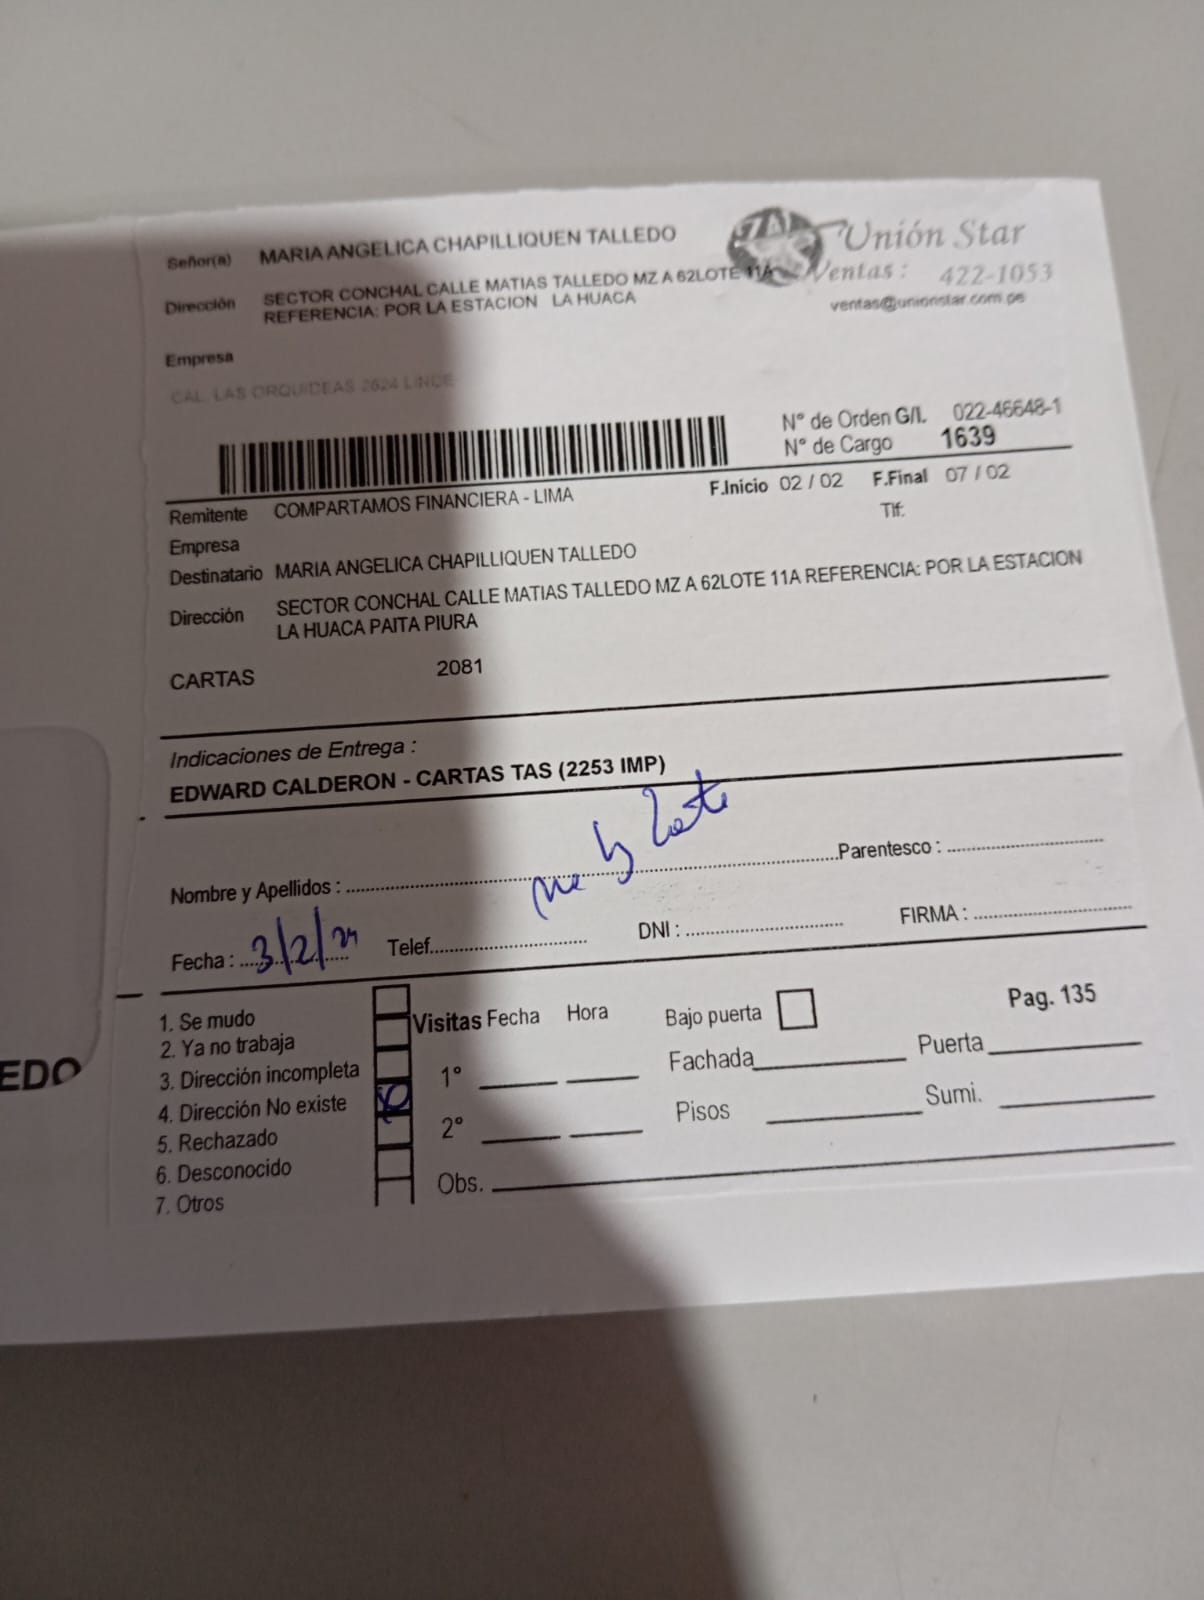 Señor(a) MARIA ANGELICA CHAPILLIQUEN TALLEDO
Unión Star
Dirección SECTOR CONCHAL CALLE MATIAS TALLEDO MZ A 62LOTE 11A
REFERENCIA: POR LA ESTACION LA HUACA
Ventas: 422-1053
ventas@unionstar.com.pe
Empresa
CAL. LAS ORQUIDEAS 2624 LINCE
N° de Orden G/I. 022-46648-1
N° de Cargo 1639
F.Inicio 02 / 02 F.Final 07 / 02
Remitente COMPARTAMOS FINANCIERA - LIMA
Tlf:
Empresa
Destinatario MARIA ANGELICA CHAPILLIQUEN TALLEDO
Dirección SECTOR CONCHAL CALLE MATIAS TALLEDO MZ A 62LOTE 11A REFERENCIA: POR LA ESTACION
LA HUACA PAITA PIURA
CARTAS 2081
Indicaciones de Entrega :
EDWARD CALDERON - CARTAS TAS (2253 IMP)
y Lote
Nombre y Apellidos : Parentesco :
Fecha : 3/2/24 Telef. DNI : FIRMA :
1. Se mudo
2. Ya no trabaja
3. Dirección incompleta
4. Dirección No existe
5. Rechazado
6. Desconocido
7. Otros
Visitas Fecha Hora
1°
2°
Obs.
Bajo puerta
Pag. 135
Fachada Puerta
Pisos Sumi.
EDO